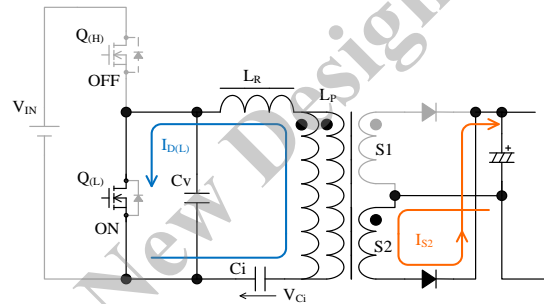 Q(H)
OFF
LR
LP
VIN
ID(L)
S1
+
Q(L)
Cv
ON
S2
IS2
Ci
VCi
New Design